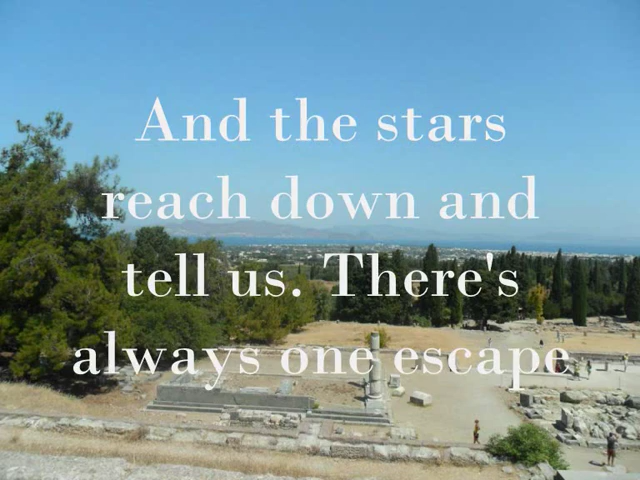 And the stars
reach down and
tell us. There's
always one escape